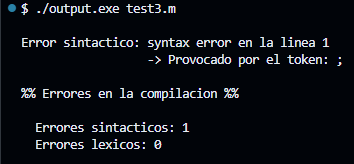 $ ./output.exe test3.m
Error sintactico: syntax error en la linea 1
-> Provocado por el token: ;
%% Errores en la compilacion %%
Errores sintacticos: 1
Errores lexicos: 0